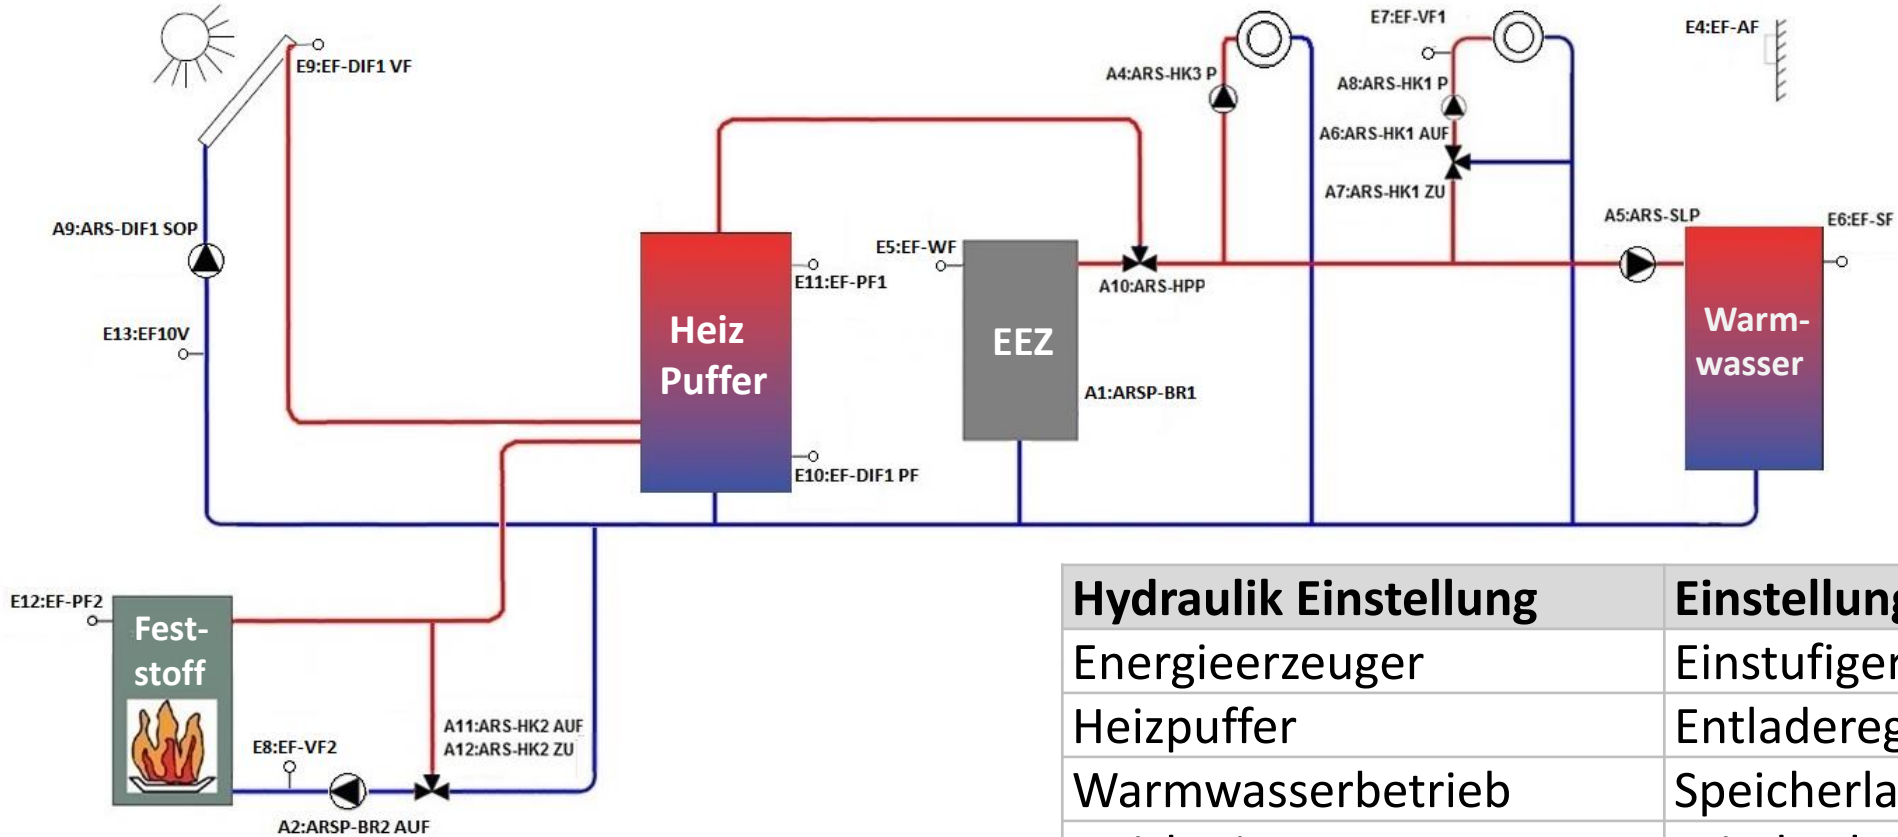 E9:EF-DIF1 VF
A9:ARS-DIF1 SOP
E13:EF10V
Heiz
Puffer
E11:EF-PF1
E10:EF-DIF1 PF
E5:EF-WF
EEZ
A1:ARSP-BR1
A10:ARS-HPP
A4:ARS-HK3 P
E7:EF-VF1
A8:ARS-HK1 P
A6:ARS-HK1 AUF
A7:ARS-HK1 ZU
E4:EF-AF
A5:ARS-SLP
E6:EF-SF
Warm-
wasser
E12:EF-PF2
Fest-
stoff
E8:EF-VF2
A2:ARSP-BR2 AUF
A11:ARS-HK2 AUF
A12:ARS-HK2 ZU
Hydraulik Einstellung Einstellung
Energieerzeuger Einstufiger
Heizpuffer Entladereg
Warmwasserbetrieb Speicherla